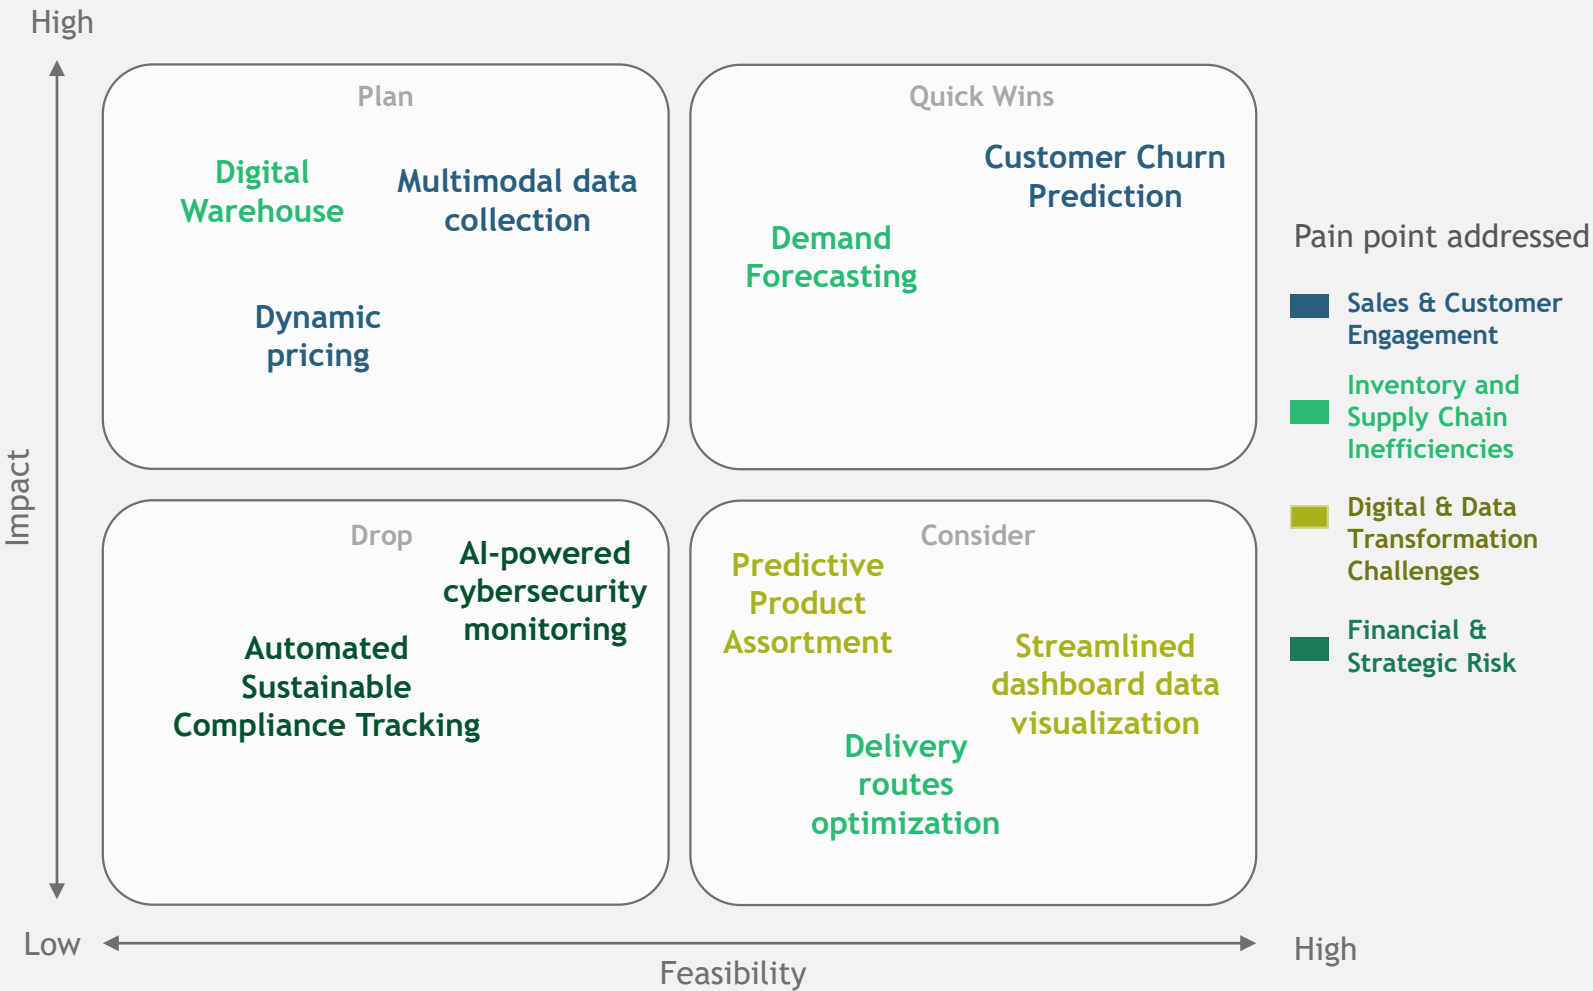 High
Plan
Digital
Warehouse
Multimodal data
collection
Dynamic
pricing
Quick Wins
Customer Churn
Prediction
Demand
Forecasting
Impact
Drop
AI-powered
cybersecurity
monitoring
Automated
Sustainable
Compliance Tracking
Consider
Predictive
Product
Assortment
Streamlined
dashboard data
visualization
Delivery
routes
optimization
Low
Feasibility
High
Pain point addressed
Sales & Customer
Engagement
Inventory and
Supply Chain
Inefficiencies
Digital & Data
Transformation
Challenges
Financial &
Strategic Risk